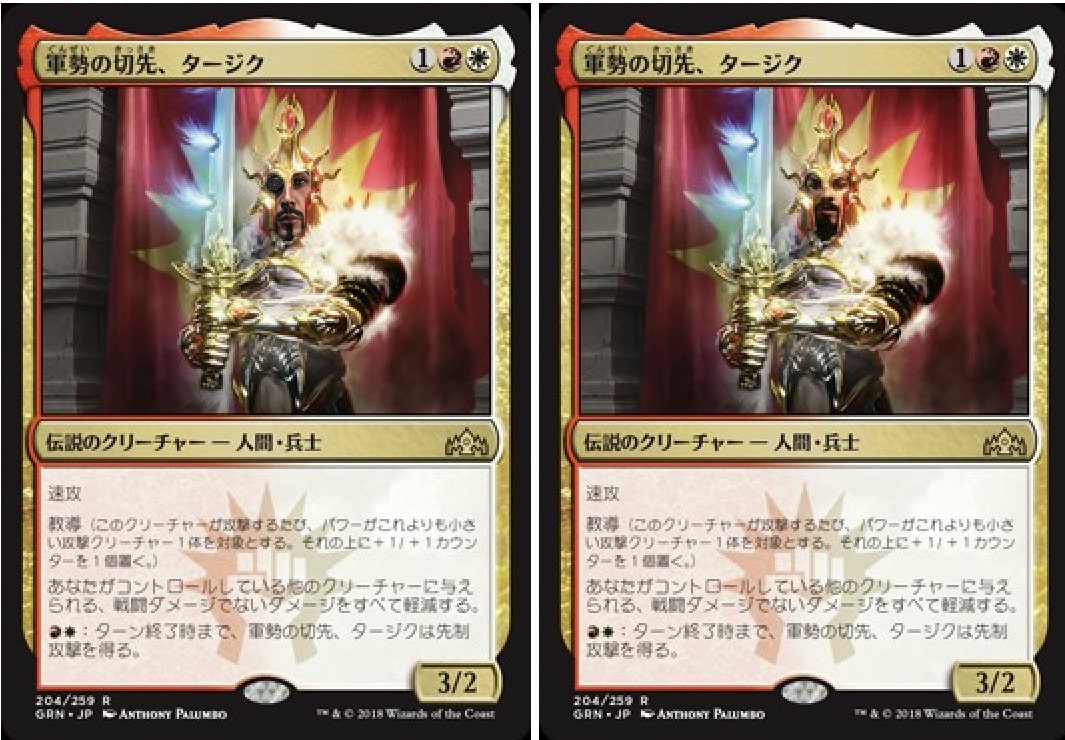 軍勢の切先、タージク
1
伝説のクリーチャー — 人間・兵士
速攻
教導（このクリーチャーが攻撃するたび、パワーがこれよりも小さ
い攻撃クリーチャー１体を対象とする。それの上に＋１/＋１カウン
ターを１個置く。）
あなたがコントロールしている他のクリーチャーに与え
られる、戦闘ダメージでないダメージをすべて軽減する。
：ターン終了時まで、軍勢の切先、タージクは先制
攻撃を得る。
3/2
204/259 R
GRN • JP Anthony Palumbo
™ & © 2018 Wizards of the Coast
軍勢の切先、タージク
1
伝説のクリーチャー — 人間・兵士
速攻
教導（このクリーチャーが攻撃するたび、パワーがこれよりも小さ
い攻撃クリーチャー１体を対象とする。それの上に＋１/＋１カウン
ターを１個置く。）
あなたがコントロールしている他のクリーチャーに与え
られる、戦闘ダメージでないダメージをすべて軽減する。
：ターン終了時まで、軍勢の切先、タージクは先制
攻撃を得る。
3/2
204/259 R
GRN • JP Anthony Palumbo
™ & © 2018 Wizards of the Coast